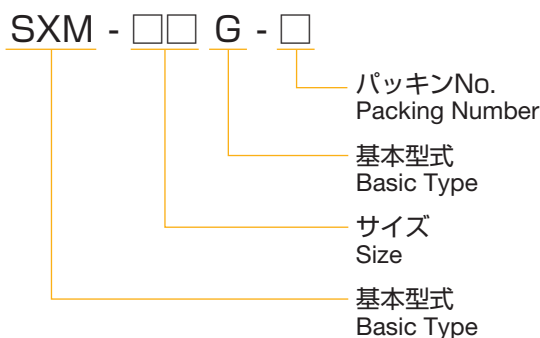 SXM - □□ G - □
パッキンNo.
Packing Number
基本型式
Basic Type
サイズ
Size
基本型式
Basic Type